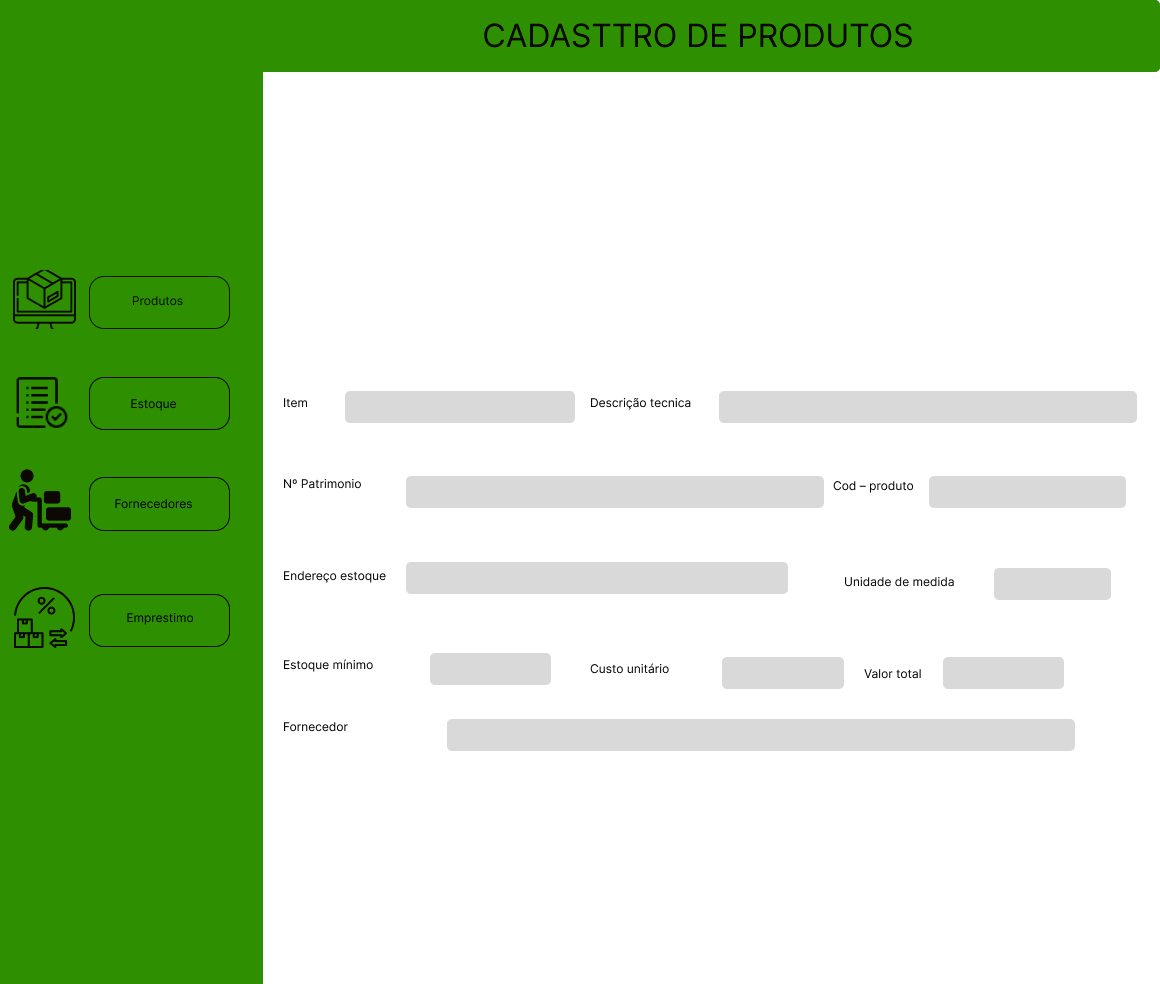 CADASTTRO DE PRODUTOS
Produtos
Estoque
Fornecedores
Emprestimo
Item
Descrição tecnica
Nº Patrimonio
Cod – produto
Endereço estoque
Unidade de medida
Estoque mínimo
Custo unitário
Valor total
Fornecedor